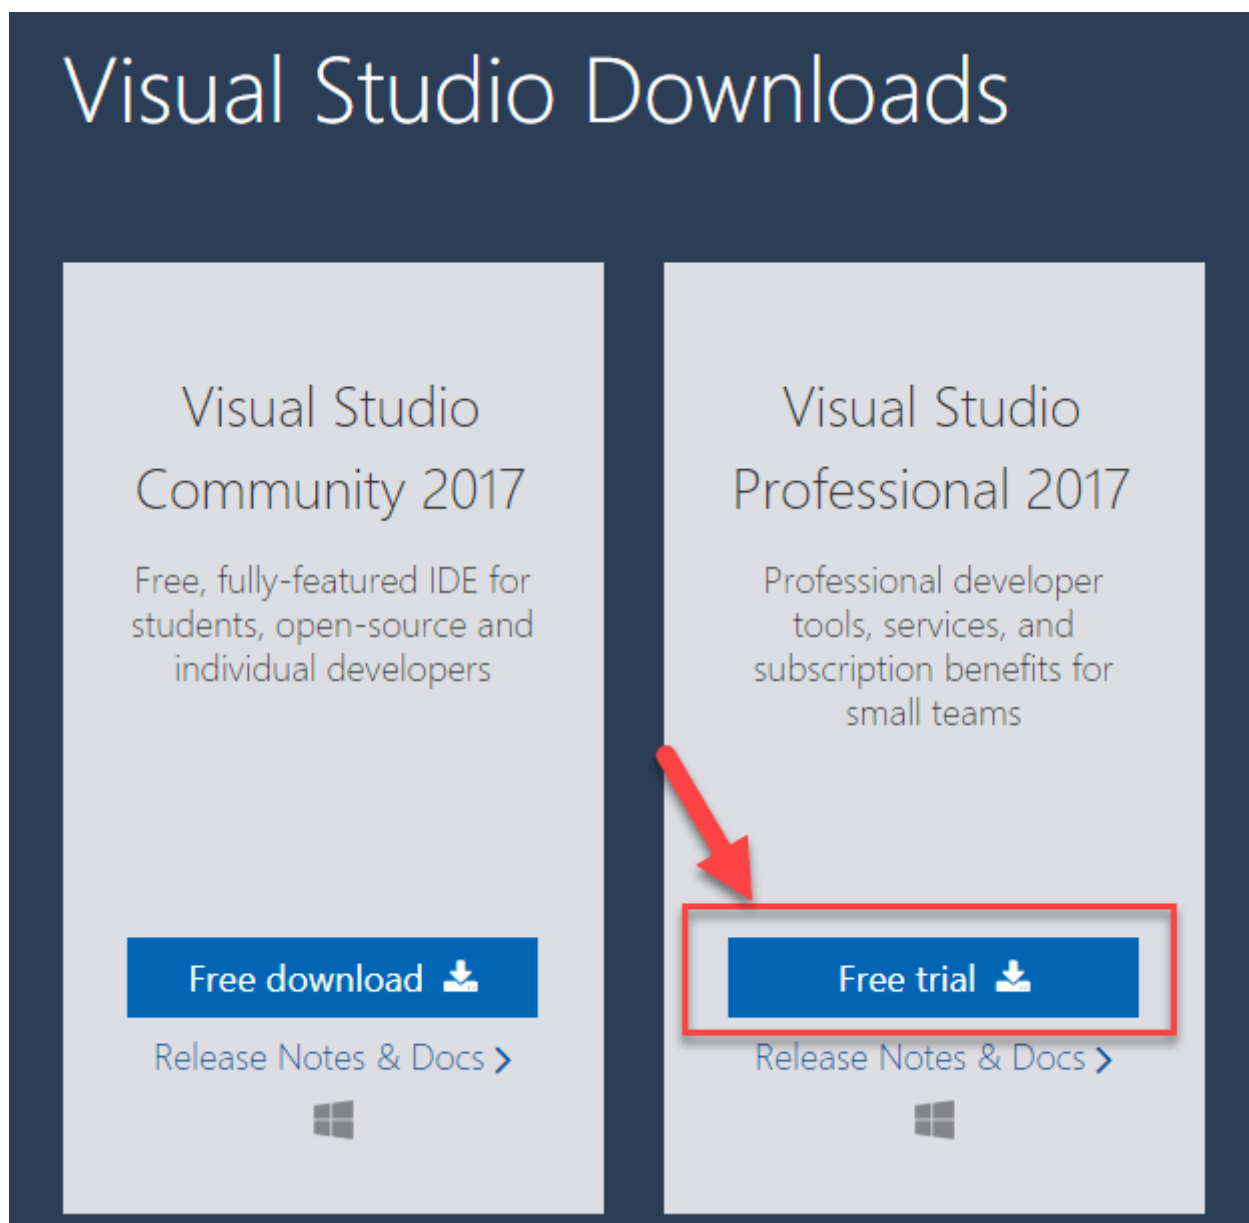 Visual Studio Downloads
Visual Studio
Community 2017
Free, fully-featured IDE for
students, open-source and
individual developers
Free download
Release Notes & Docs
Visual Studio
Professional 2017
Professional developer
tools, services, and
subscription benefits for
small teams
Free trial
Release Notes & Docs